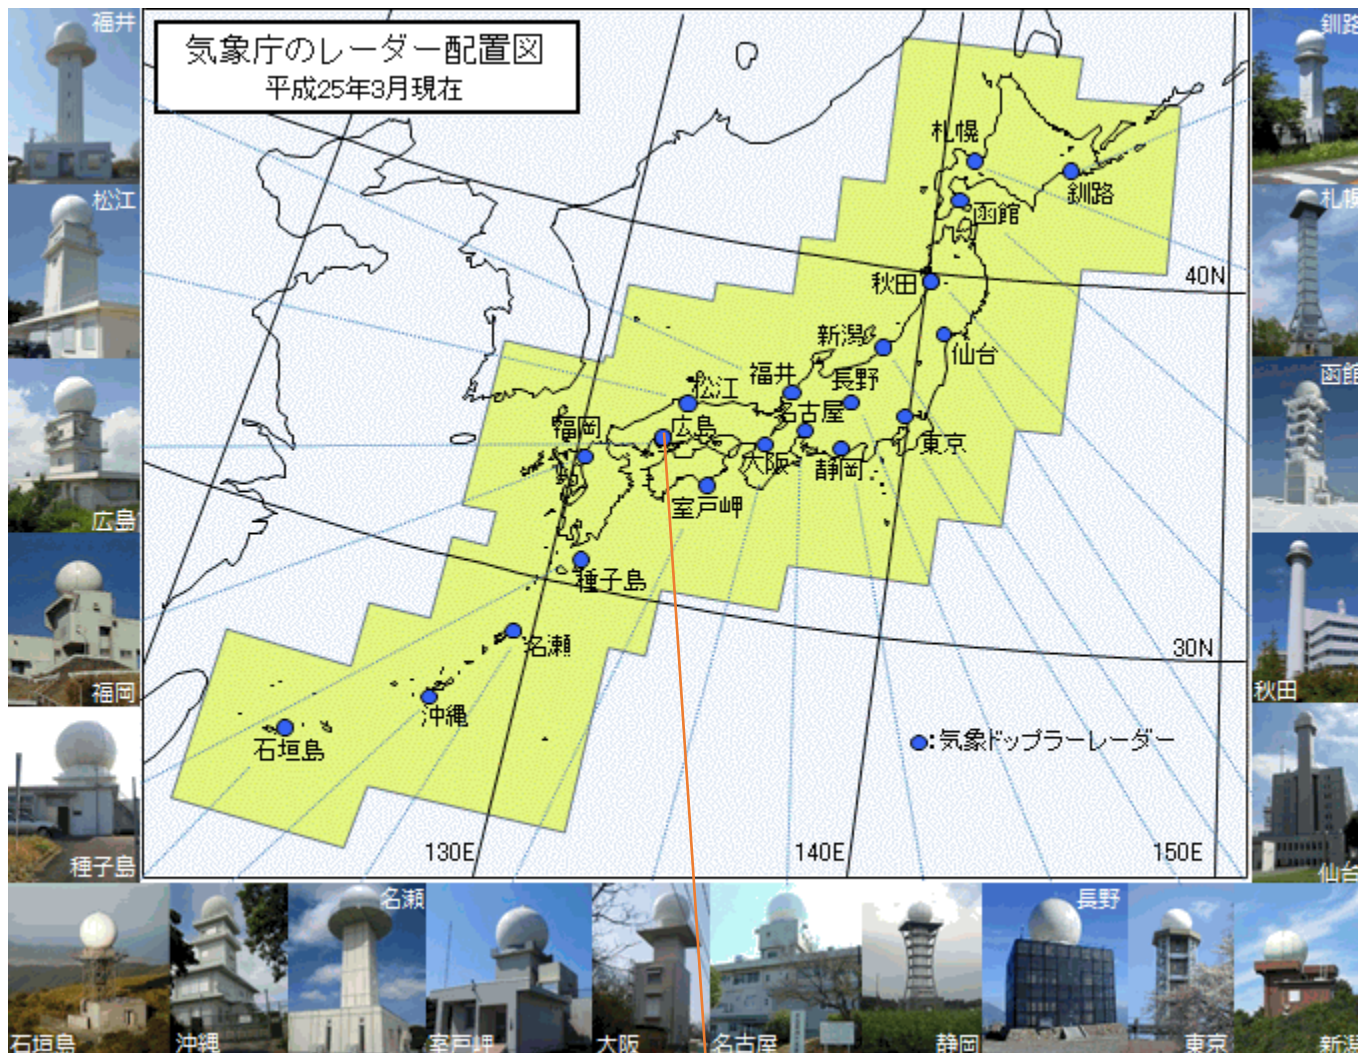 気象庁のレーダー配置図
平成25年3月現在
福井
松江
広島
福岡
種子島
釧路
札幌
函館
秋田
仙台
札幌
釧路
函館
秋田
40N
新潟
仙台
福井
長野
松江
名古屋
福岡
広島
東京
大阪
静岡
室戸岬
種子島
名瀬
30N
沖縄
石垣島
●:気象ドップラーレーダー
130E
140E
150E
石垣島
沖縄
名瀬
室戸岬
大阪
名古屋
静岡
長野
東京
新潟